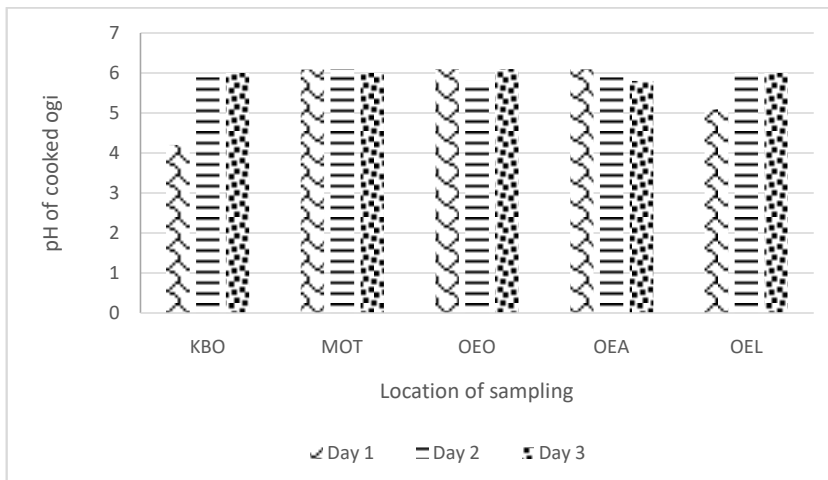 7
6
5
4
3
2
1
0
pH of cooked ogi
KBO MOT OEO OEA OEL
Location of sampling
Day 1 Day 2 Day 3